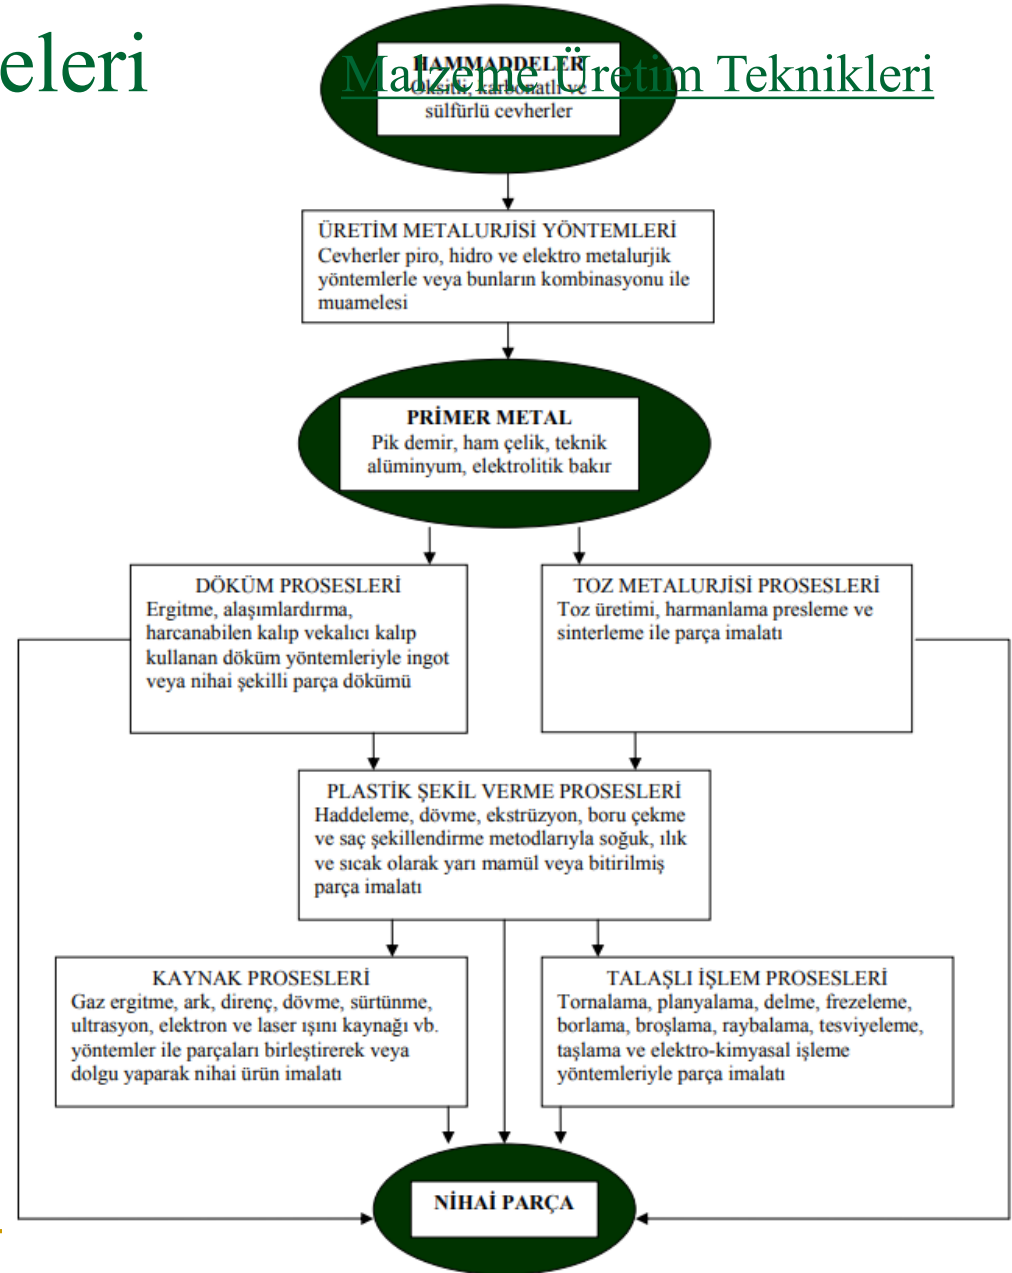 eleri
Malzeme Üretim Teknikleri
HAMMADDELER
Oksitli, karbonatlı ve
sülfürlü cevherler
ÜRETİM METALURJİSİ YÖNTEMLERİ
Cevherler piro, hidro ve elektro metalurjik
yöntemlerle veya bunların kombinasyonu ile
muamelesi
PRİMER METAL
Pik demir, ham çelik, teknik
alüminyum, elektrolitik bakır
DÖKÜM PROSESLERİ
Ergitme, alaşımlardırma,
harcanabilen kalıp vekalıcı kalıp
kullanan döküm yöntemleriyle ingot
veya nihai şekilli parça dökümü
TOZ METALURJİSİ PROSESLERİ
Toz üretimi, harmanlama presleme ve
sinterleme ile parça imalatı
PLASTİK ŞEKİL VERME PROSESLERİ
Haddeleme, dövme, ekstrüzyon, boru çekme
ve saç şekillendirme metodlarıyla soğuk, ılık
ve sıcak olarak yarı mamül veya bitirilmiş
parça imalatı
KAYNAK PROSESLERİ
Gaz ergitme, ark, direnç, dövme, sürtünme,
ultrasyon, elektron ve laser ışını kaynağı vb.
yöntemler ile parçaları birleştirerek veya
dolgu yaparak nihai ürün imalatı
TALAŞLI İŞLEM PROSESLERİ
Tornalama, planyalama, delme, frezeleme,
borlama, broşlama, raybalama, tesviyeleme,
taşlama ve elektro-kimyasal işleme
yöntemleriyle parça imalatı
NİHAİ PARÇA